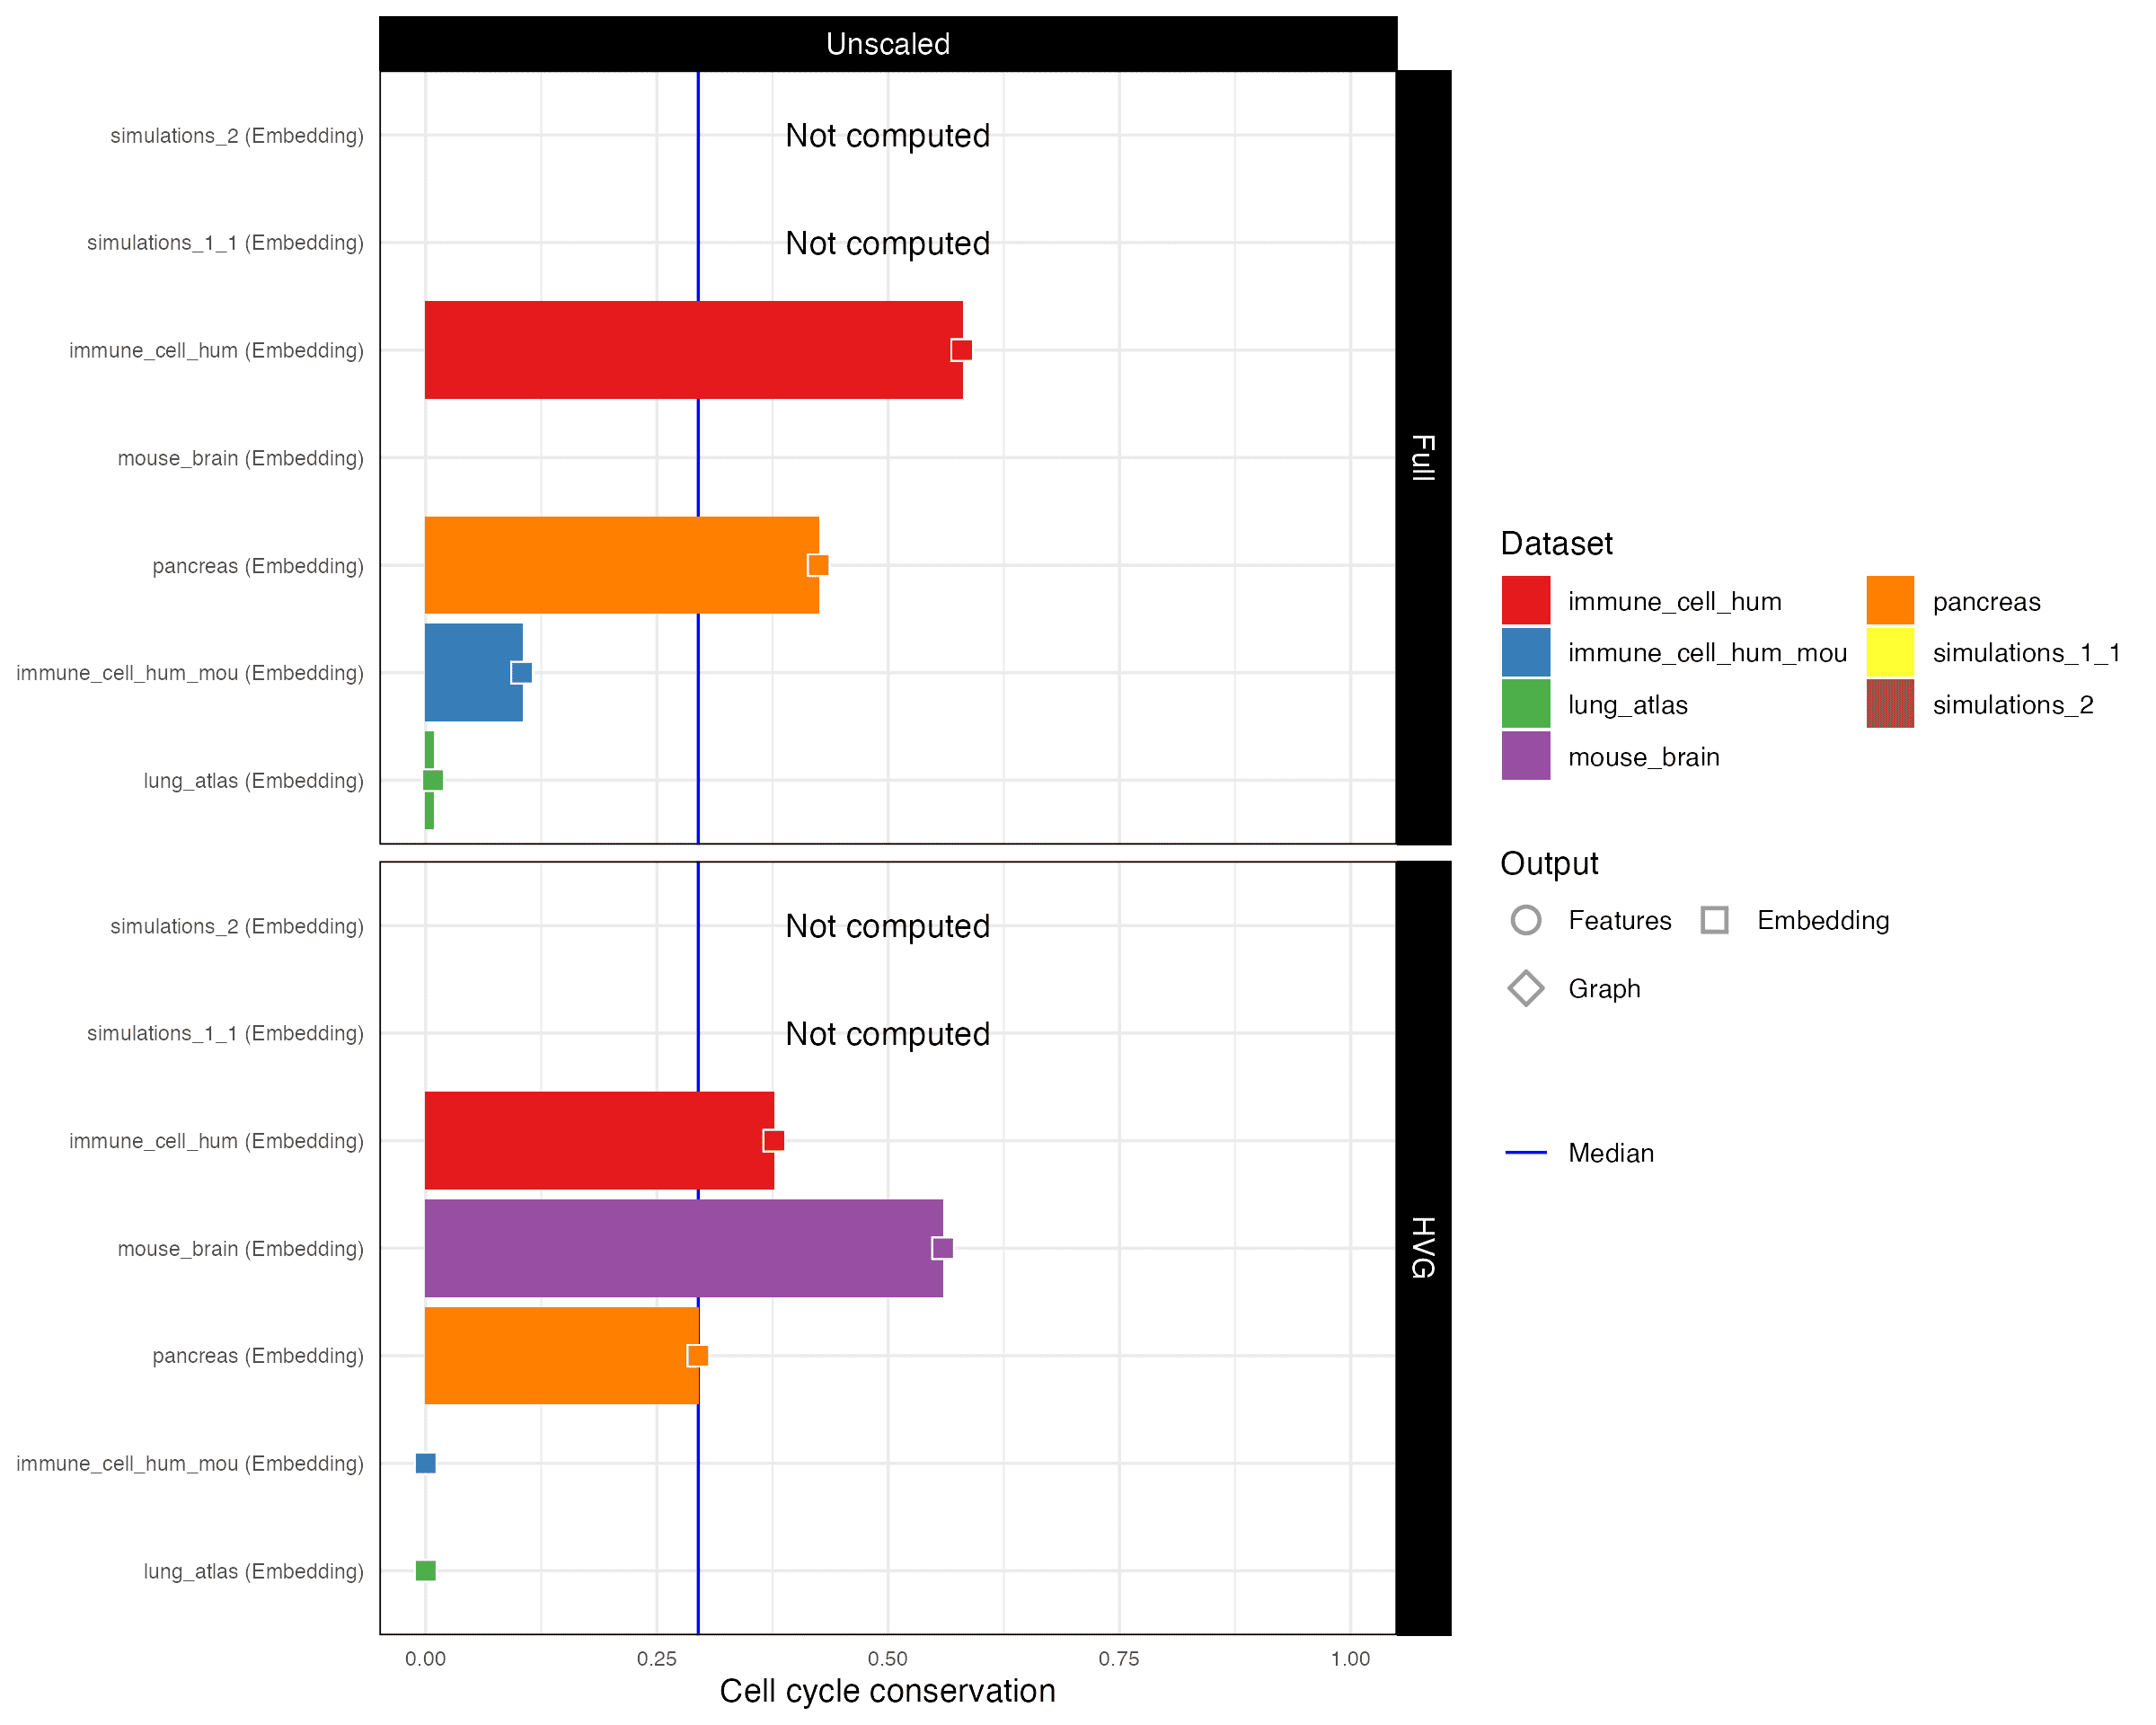 Unscaled
simulations_2 (Embedding)
Not computed
simulations_1_1 (Embedding)
Not computed
immune_cell_hum (Embedding)
mouse_brain (Embedding)
pancreas (Embedding)
immune_cell_hum_mou (Embedding)
lung_atlas (Embedding)
Full
simulations_2 (Embedding)
Not computed
simulations_1_1 (Embedding)
Not computed
immune_cell_hum (Embedding)
mouse_brain (Embedding)
pancreas (Embedding)
immune_cell_hum_mou (Embedding)
lung_atlas (Embedding)
HVG
0.00 0.25 0.50 0.75 1.00
Cell cycle conservation
Dataset
immune_cell_hum
immune_cell_hum_mou
lung_atlas
mouse_brain
pancreas
simulations_1_1
simulations_2
Output
Features
Embedding
Graph
Median